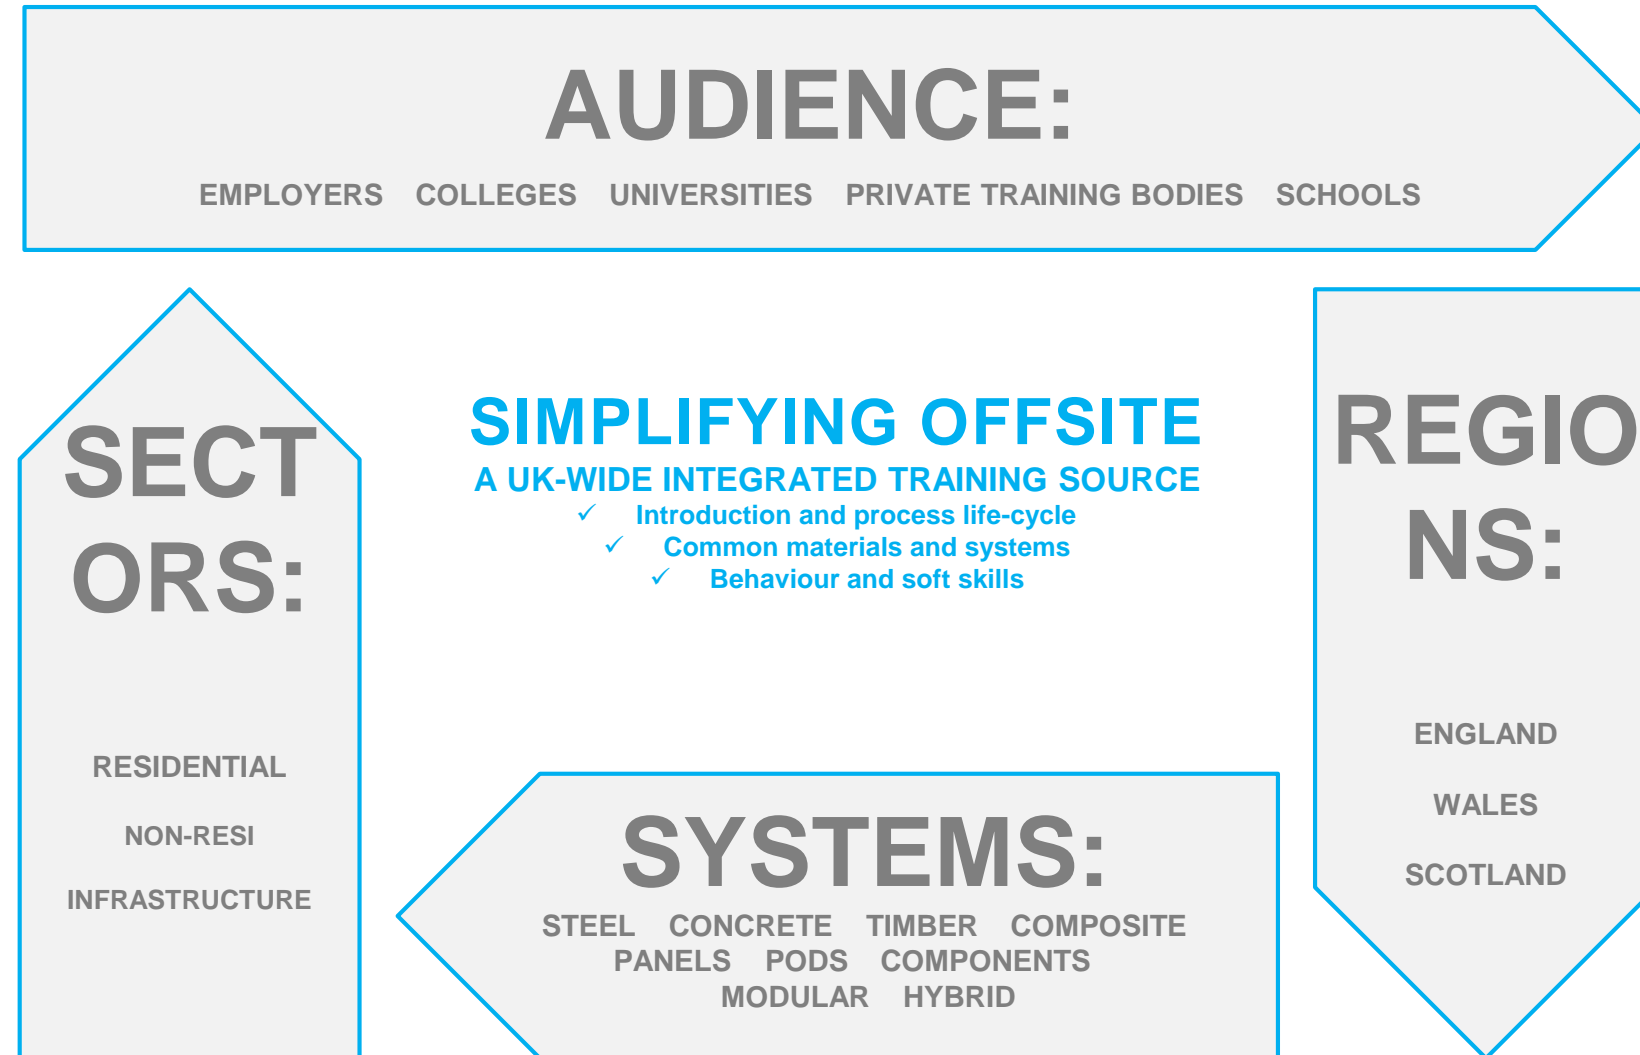 AUDIENCE:
EMPLOYERS COLLEGES UNIVERSITIES PRIVATE TRAINING BODIES SCHOOLS
SECT
ORS:
RESIDENTIAL
NON-RESI
INFRASTRUCTURE
SIMPLIFYING OFFSITE
A UK-WIDE INTEGRATED TRAINING SOURCE
✓ Introduction and process life-cycle
✓ Common materials and systems
✓ Behaviour and soft skills
REGIO
NS:
ENGLAND
WALES
SCOTLAND
SYSTEMS:
STEEL CONCRETE TIMBER COMPOSITE
PANELS PODS COMPONENTS
MODULAR HYBRID